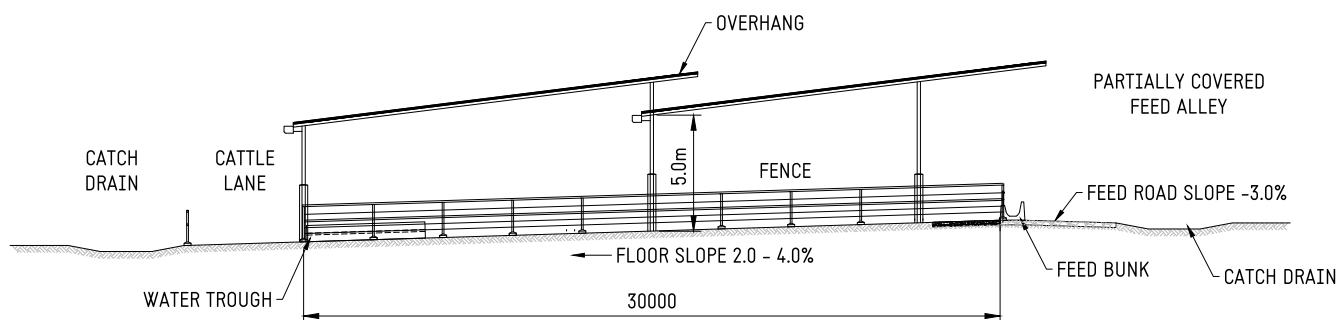 OVERHANG
PARTIALLY COVERED
FEED ALLEY
CATCH
DRAIN
CATTLE
LANE
5.0m
FENCE
FEED ROAD SLOPE -3.0%
FLOOR SLOPE 2.0 - 4.0%
FEED BUNK
CATCH DRAIN
WATER TROUGH
30000